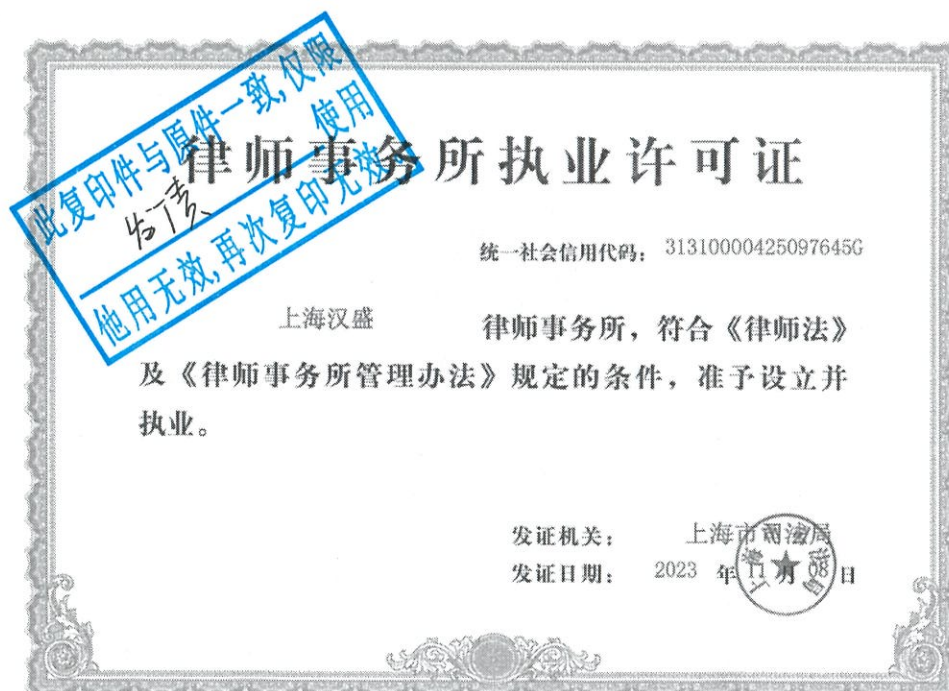 此复印件与原件一致,仅限
使用
他用无效,再次复印无效
律师事务所执业许可证
统一社会信用代码: 31310000425097645G
上海汉盛 律师事务所, 符合《律师法》
及《律师事务所管理办法》规定的条件, 准予设立并
执业。
发证机关: 上海市司法局
发证日期: 2023 年 11 月 08 日